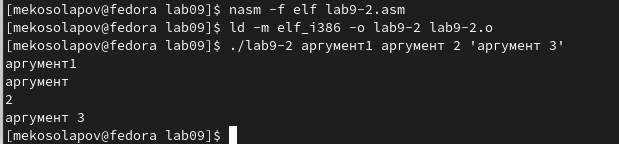 [mekosolapov@fedora lab09]$ nasm -f elf lab9-2.asm
[mekosolapov@fedora lab09]$ ld -m elf_i386 -o lab9-2 lab9-2.o
[mekosolapov@fedora lab09]$ ./lab9-2 аргумент1 аргумент 2 'аргумент 3'
аргумент1
аргумент
2
аргумент 3
[mekosolapov@fedora lab09]$